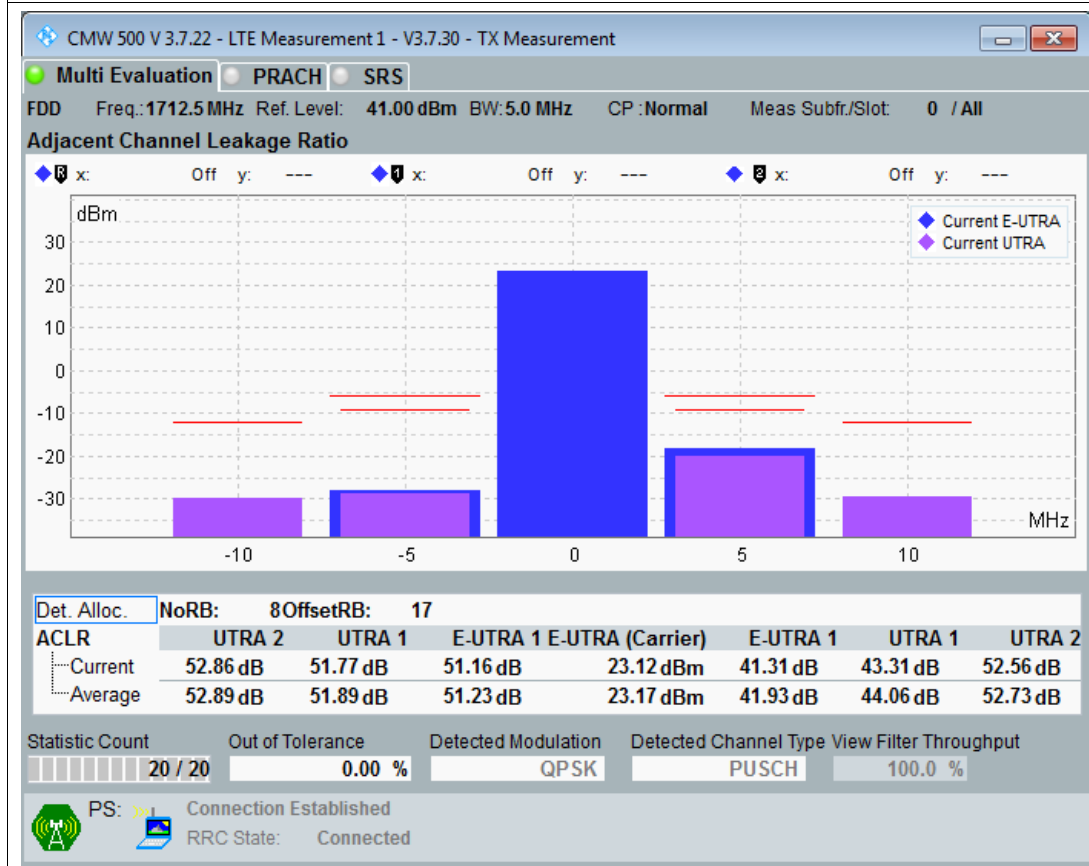 CMW 500 V 3.7.22 - LTE Measurement 1 - V3.7.30 - TX Measurement
Multi Evaluation PRACH SRS
FDD Freq.: 1712.5 MHz Ref. Level: 41.00 dBm BW: 5.0 MHz CP : Normal Meas Subfr./Slot: 0 / All
Adjacent Channel Leakage Ratio
R x: Off y: --- 1 x: Off y: --- 2 x: Off y: ---
dBm
Current E-UTRA
Current UTRA
30
20
10
0
-10
-20
-30
MHz
-10 -5 0 5 10
Det. Alloc. NoRB: 8 OffsetRB: 17
ACLR UTRA 2 UTRA 1 E-UTRA 1 E-UTRA (Carrier) E-UTRA 1 UTRA 1 UTRA 2
Current 52.86 dB 51.77 dB 51.16 dB 23.12 dBm 41.31 dB 43.31 dB 52.56 dB
Average 52.89 dB 51.89 dB 51.23 dB 23.17 dBm 41.93 dB 44.06 dB 52.73 dB
Statistic Count Out of Tolerance Detected Modulation Detected Channel Type View Filter Throughput
20 / 20 0.00 % QPSK PUSCH 100.0 %
PS: Connection Established
RRC State: Connected